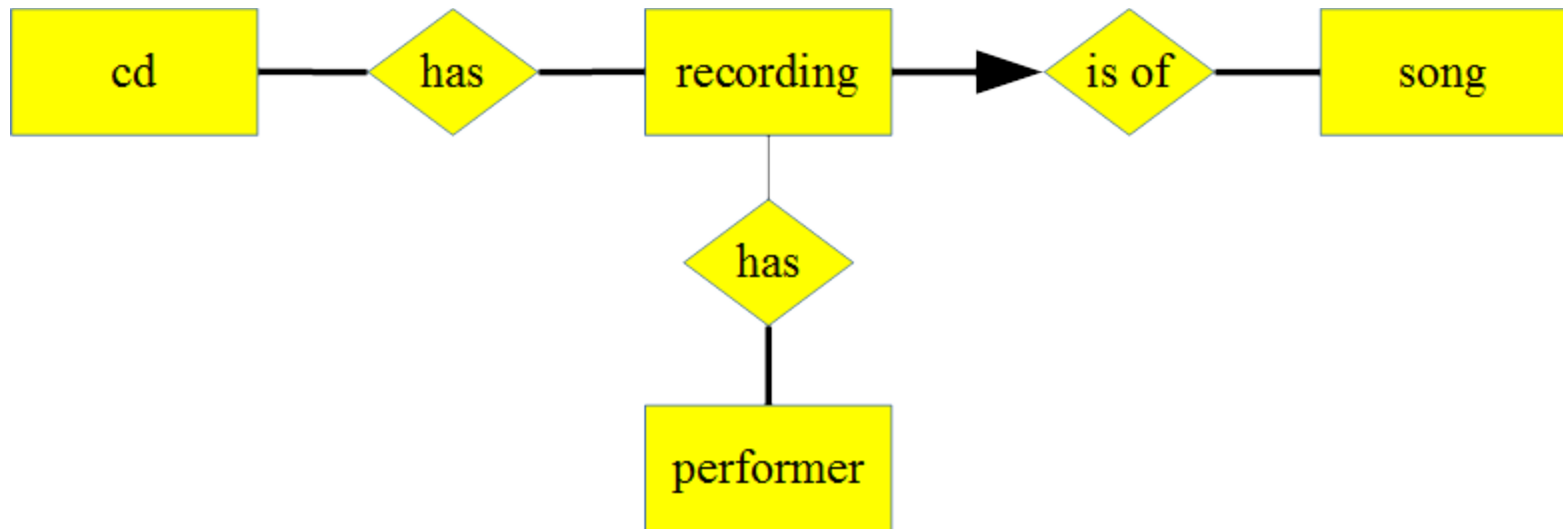 cd
has
recording
is of
song
has
performer